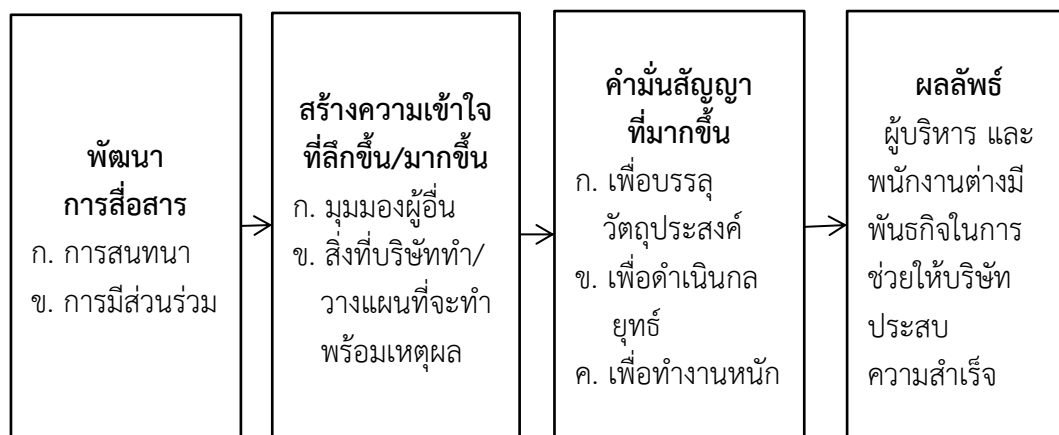 พัฒนา
การสื่อสาร
ก. การสนทนา
ข. การมีส่วนร่วม
สร้างความเข้าใจ
ที่ลึกขึ้น/มากขึ้น
ก. มุมมองผู้อื่น
ข. สิ่งที่บริษัททำ/
วางแผนที่จะทำ
พร้อมเหตุผล
คำมั่นสัญญา
ที่มากขึ้น
ก. เพื่อบรรลุ
วัตถุประสงค์
ข. เพื่อดำเนินกล
ยุทธ์
ค. เพื่อทำงานหนัก
ผลลัพธ์
ผู้บริหาร และ
พนักงานต่างมี
พันธกิจในการ
ช่วยให้บริษัท
ประสบ
ความสำเร็จ